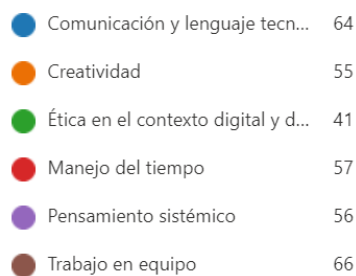 Comunicación y lenguaje tecn... 64
Creatividad 55
Ética en el contexto digital y d... 41
Manejo del tiempo 57
Pensamiento sistémico 56
Trabajo en equipo 66